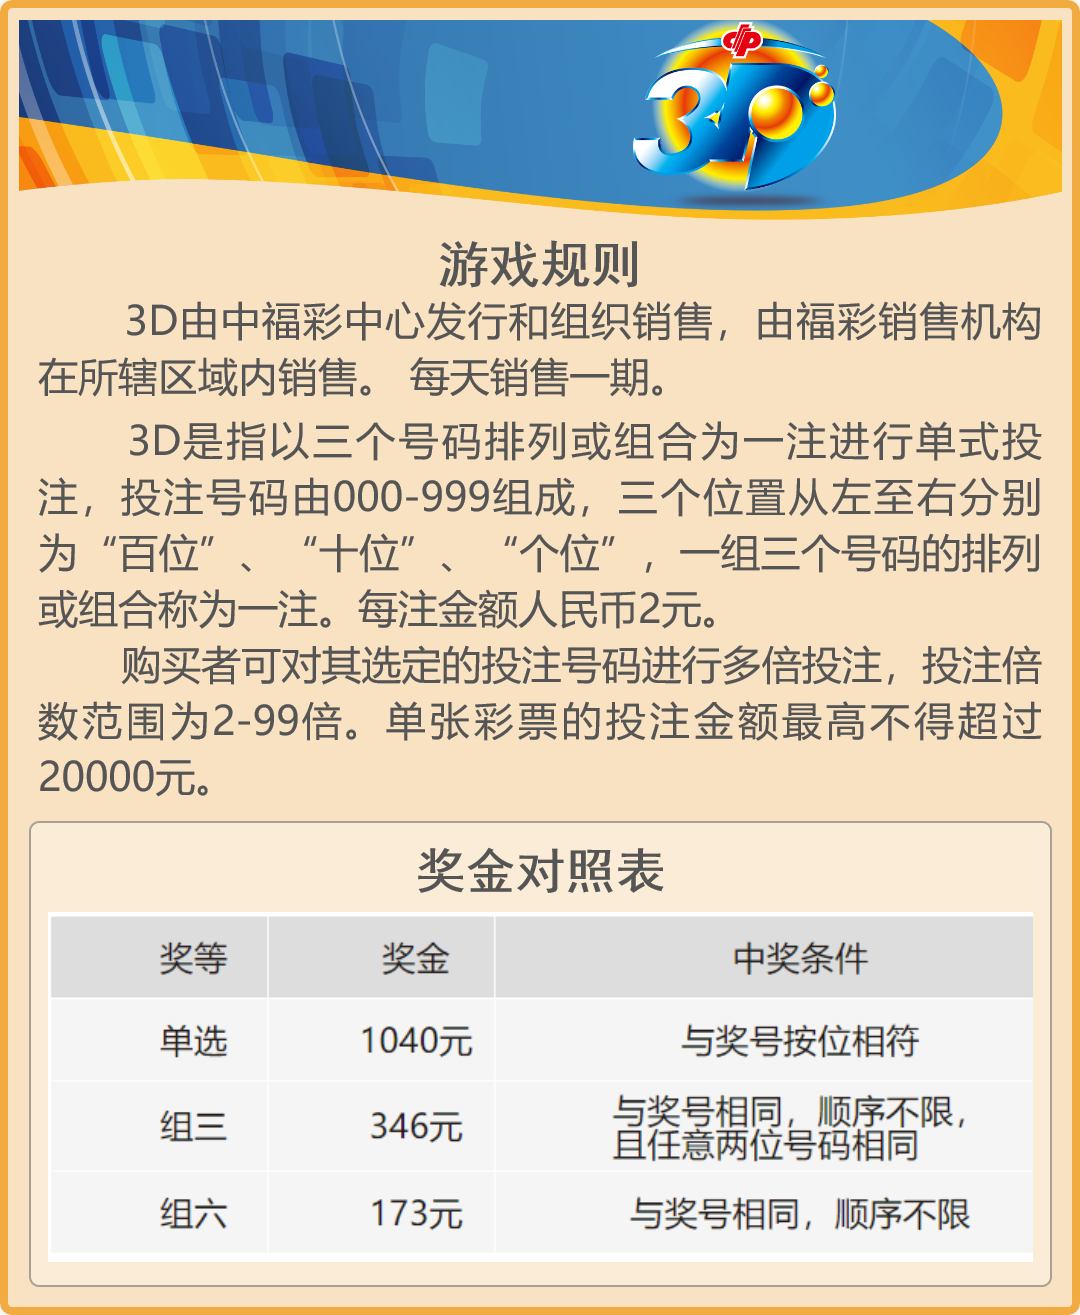 3D
游戏规则
3D由中福彩中心发行和组织销售，由福彩销售机构
在所辖区域内销售。 每天销售一期。
3D是指以三个号码排列或组合为一注进行单式投
注，投注号码由000-999组成，三个位置从左至右分别
为“百位”、“十位”、“个位”，一组三个号码的排列
或组合称为一注。每注金额人民币2元。
购买者可对其选定的投注号码进行多倍投注，投注倍
数范围为2-99倍。单张彩票的投注金额最高不得超过
20000元。
奖金对照表
奖等 奖金 中奖条件
单选 1040元 与奖号按位相符
组三 346元 与奖号相同，顺序不限，
且任意两位号码相同
组六 173元 与奖号相同，顺序不限